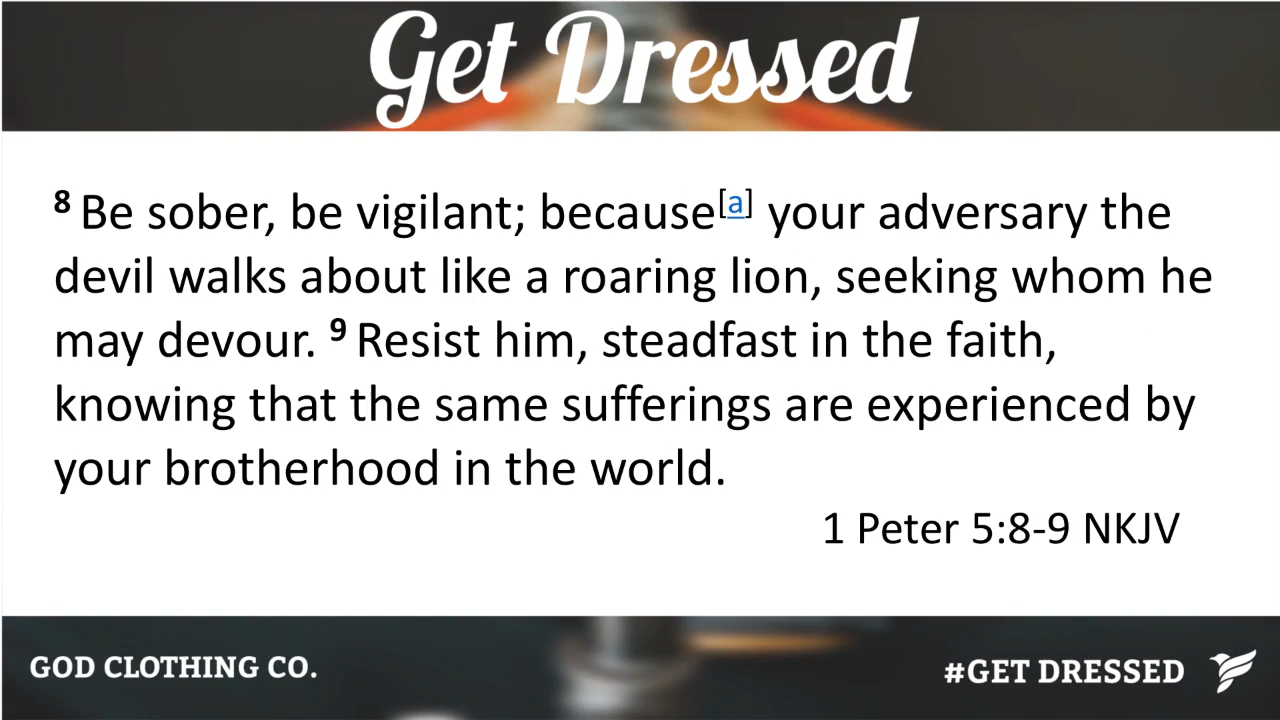 Get Dressed
8 Be sober, be vigilant; because[a] your adversary the
devil walks about like a roaring lion, seeking whom he
may devour. 9 Resist him, steadfast in the faith,
knowing that the same sufferings are experienced by
your brotherhood in the world.
1 Peter 5:8-9 NKJV
GOD CLOTHING CO.
#GET DRESSED